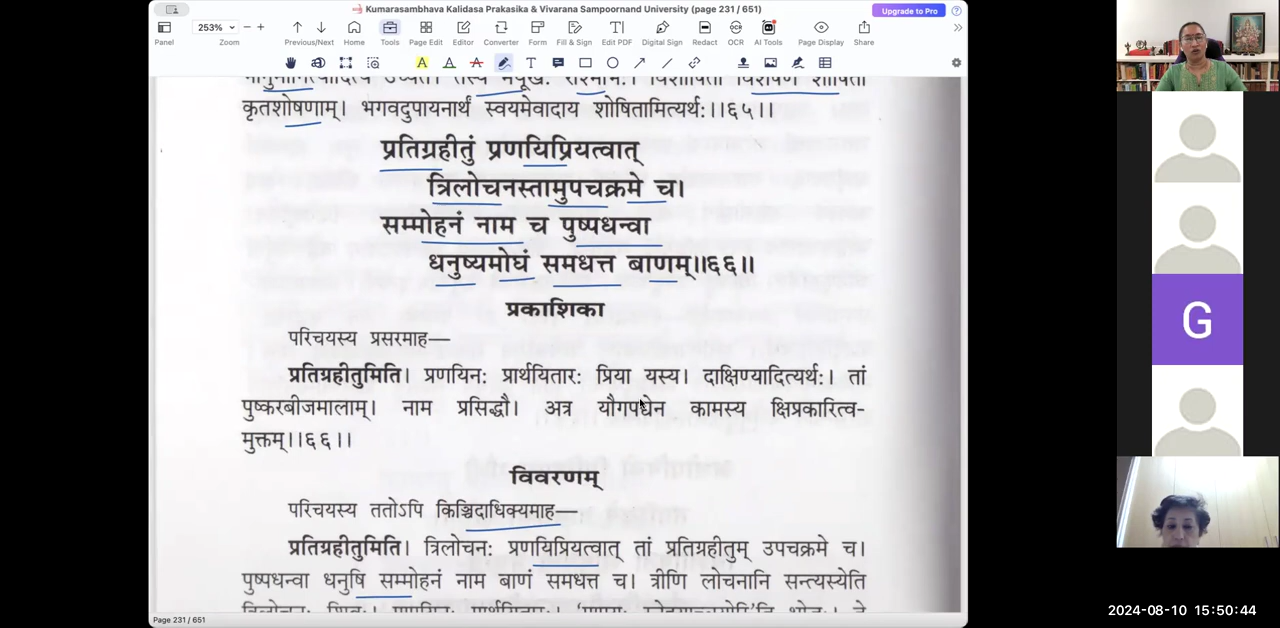 Kumarasambhava Kalidasa Prakasika & Vivarana Sampoornand University (page 231 / 651)
Upgrade to Pro
253%
Panel Zoom Previous/Next Home Tools Page Edit Editor Converter Form Fill & Sign Edit PDF Digital Sign Redact OCR AI Tools Page Display Share
कृतशोषणाम्। भगवदुपायनार्थं स्वयमेवादाय शोषितामित्यर्थः।।६५।।
प्रतिग्रहीतुं प्रणयिप्रियत्वात्
त्रिलोचनस्तामुपचक्रमे च।
सम्मोहनं नाम च पुष्पधन्वा
धनुष्यमोघं समधत्त बाणम्॥६६॥
प्रकाशिका
परिचयस्य प्रसरमाह—
प्रतिग्रहीतुमिति। प्रणयिनः प्रार्थयितारः प्रिया यस्य। दाक्षिण्यादित्यर्थः। तां
पुष्करबीजमालाम्। नाम प्रसिद्धौ। अत्र यौगपद्येन कामस्य क्षिप्रकारित्व-
मुक्तम्।।६६।।
विवरणम्
परिचयस्य ततोऽपि किञ्चिदाधिक्यमाह—
प्रतिग्रहीतुमिति। त्रिलोचनः प्रणयिप्रियत्वात् तां प्रतिग्रहीतुम् उपचक्रमे च।
पुष्पधन्वा धनुषि सम्मोहनं नाम बाणं समधत्त च। त्रीणि लोचनानि सन्त्यस्येति
Page 231 / 651
G
2024-08-10 15:50:44